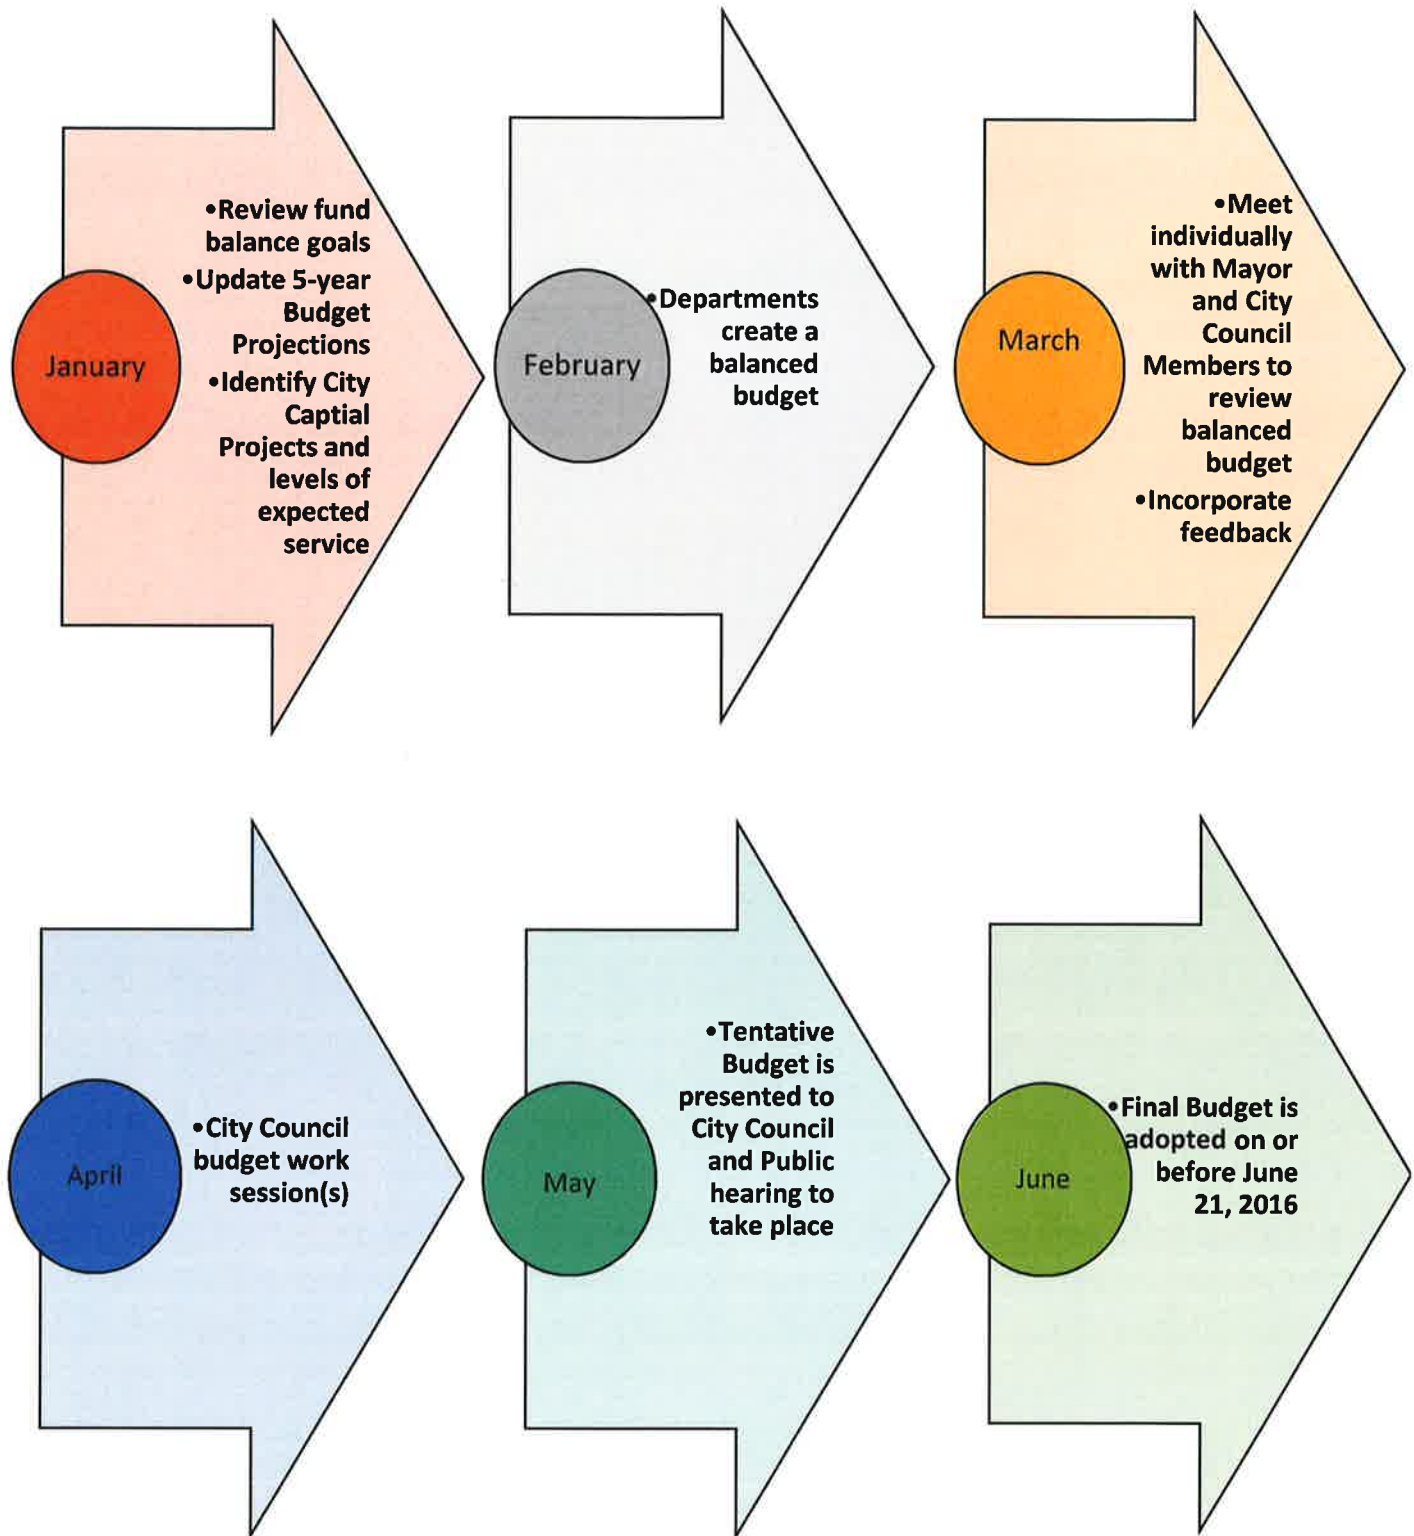 January
•Review fund
balance goals
•Update 5-year
Budget
Projections
•Identify City
Captial
Projects and
levels of
expected
service
February
•Departments
create a
balanced
budget
March
•Meet
individually
with Mayor
and City
Council
Members to
review
balanced
budget
•Incorporate
feedback
April
•City Council
budget work
session(s)
May
•Tentative
Budget is
presented to
City Council
and Public
hearing to
take place
June
•Final Budget is
adopted on or
before June
21, 2016